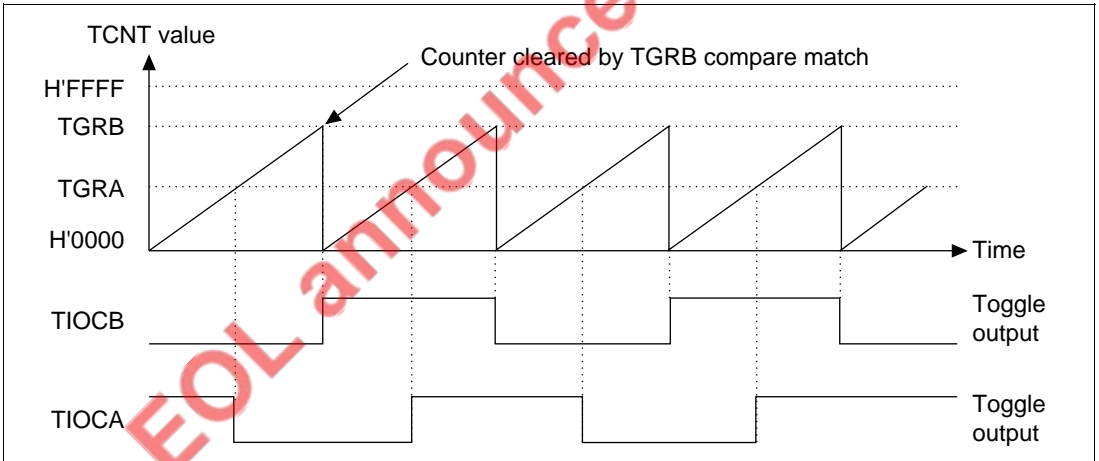 TCNT value
Counter cleared by TGRB compare match
H'FFFF
TGRB
TGRA
H'0000
Time
TIOCB
Toggle
output
TIOCA
Toggle
output
EOL announce